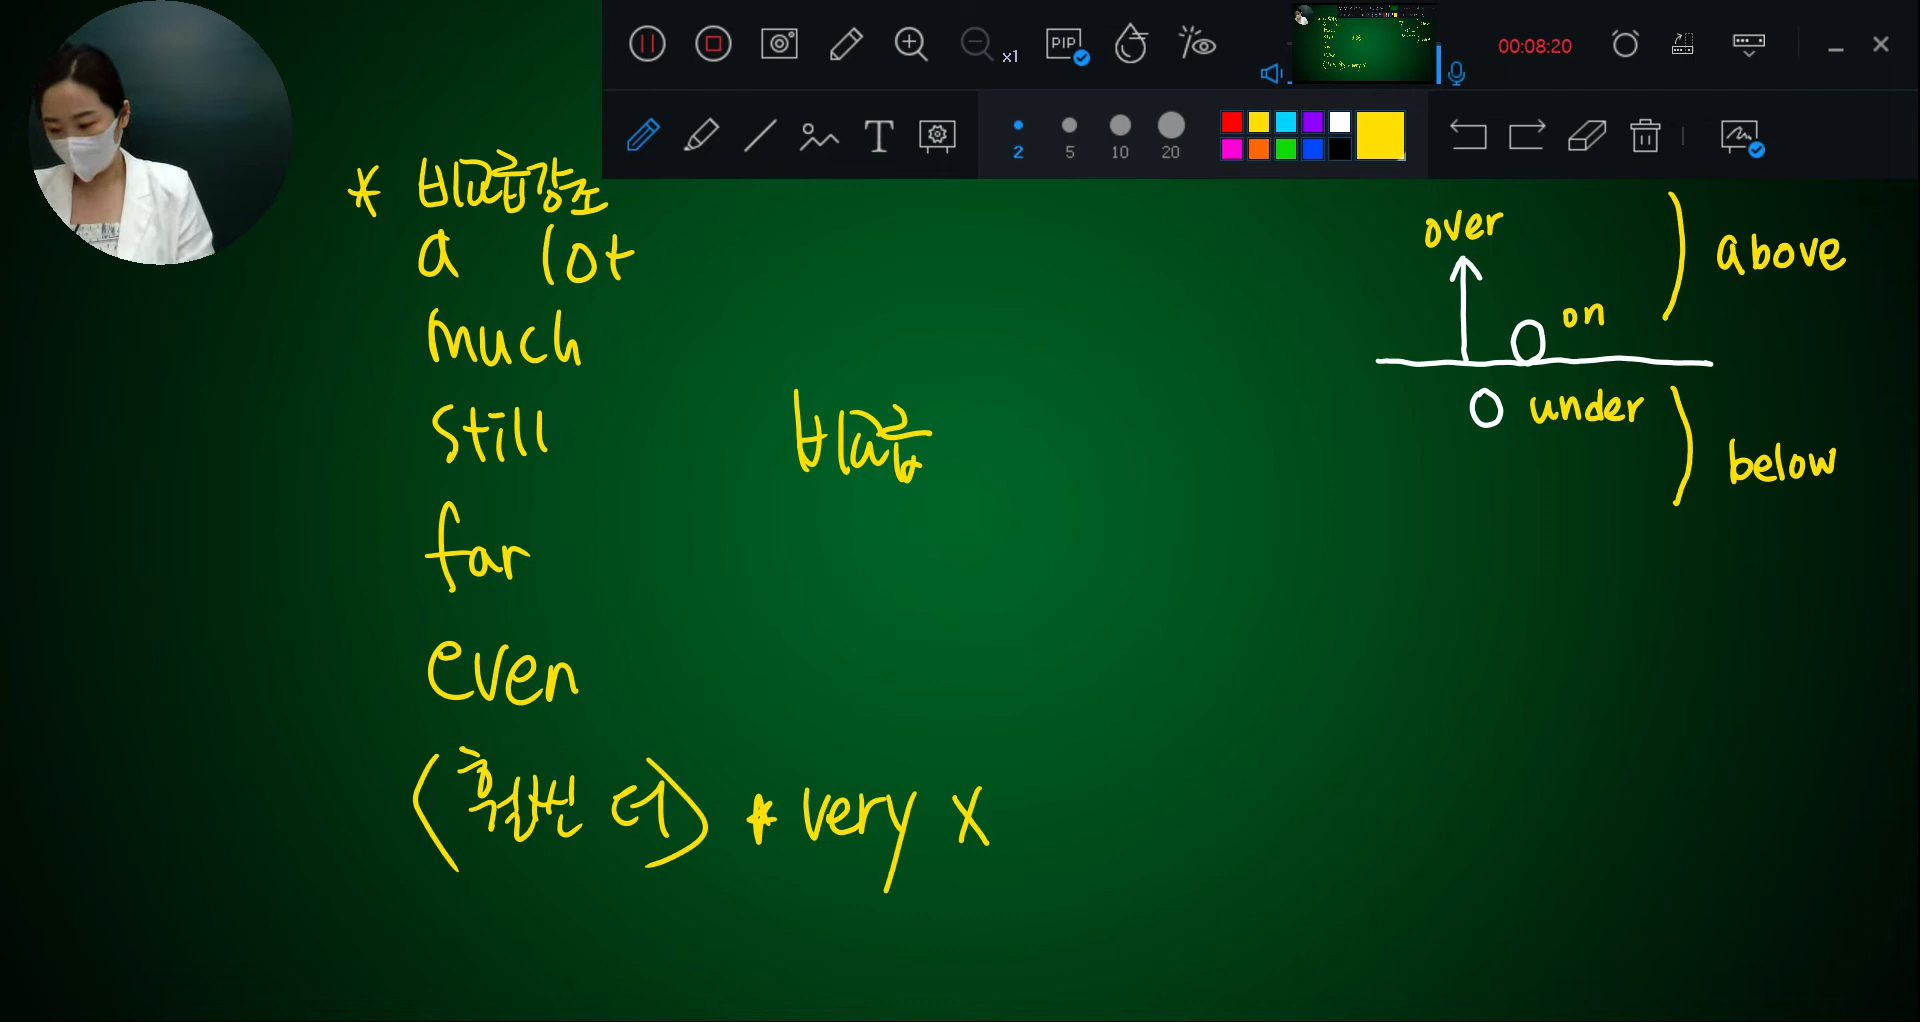 x1
PIP
00:08:20
T
2 5 10 20
* 비교급강조
a lot
much
still
far
even
(훨씬 더) * very X
비교급
over
on
above
under
below